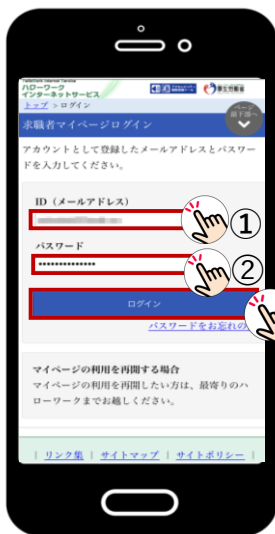 ハローワーク
インターネットサービス
厚生労働省
トップ > ログイン
ページ
最下部へ
求職者マイページログイン
アカウントとして登録したメールアドレスとパスワー
ドを入力してください。
ID（メールアドレス）
①
パスワード
••••••••••••••
②
ログイン
パスワードをお忘れの
マイページの利用を再開する場合
マイページの利用を再開したい方は、最寄りのハ
ローワークまでお越しください。
| リンク集 | サイトマップ | サイトポリシー |